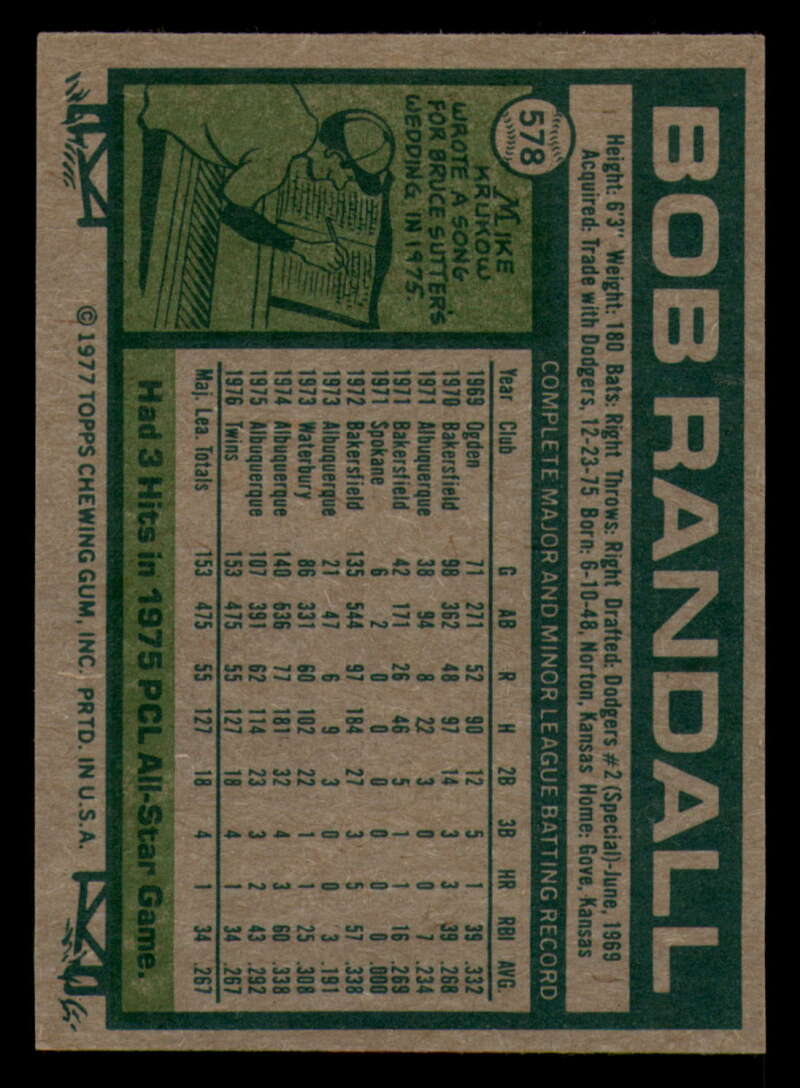 BOB RANDALL
578
Height: 6'3" Weight: 180 Bats: Right Throws: Right Drafted: Dodgers #2 (Special)-June, 1969
Acquired: Trade with Dodgers, 12-23-75 Born: 6-10-48, Norton, Kansas Home: Gove, Kansas
MIKE
KRUKOW
WROTE A SONG
FOR BRUCE SUTTER'S
WEDDING IN 1975.
COMPLETE MAJOR AND MINOR LEAGUE BATTING RECORD
Year Club G AB R H 2B 3B HR RBI AVG.
1969 Ogden 71 271 52 90 12 5 1 39 .332
1970 Bakersfield 98 362 48 97 14 3 3 39 .268
1971 Albuquerque 38 94 8 22 3 0 0 7 .234
1971 Bakersfield 42 171 26 46 5 1 1 16 .269
1971 Spokane 6 2 0 0 0 0 0 0 .000
1972 Bakersfield 135 544 97 184 27 3 5 57 .338
1973 Albuquerque 21 47 6 9 3 0 0 3 .191
1973 Waterbury 86 331 60 102 22 1 1 25 .308
1974 Albuquerque 140 636 77 181 32 4 3 60 .338
1975 Albuquerque 107 391 62 114 23 3 2 43 .292
1976 Twins 153 475 55 127 18 4 1 34 .267
Maj. Lea. Totals 153 475 55 127 18 4 1 34 .267
Had 3 Hits in 1975 PCL All-Star Game.
© 1977 TOPPS CHEWING GUM, INC. PRTD. IN U.S.A.